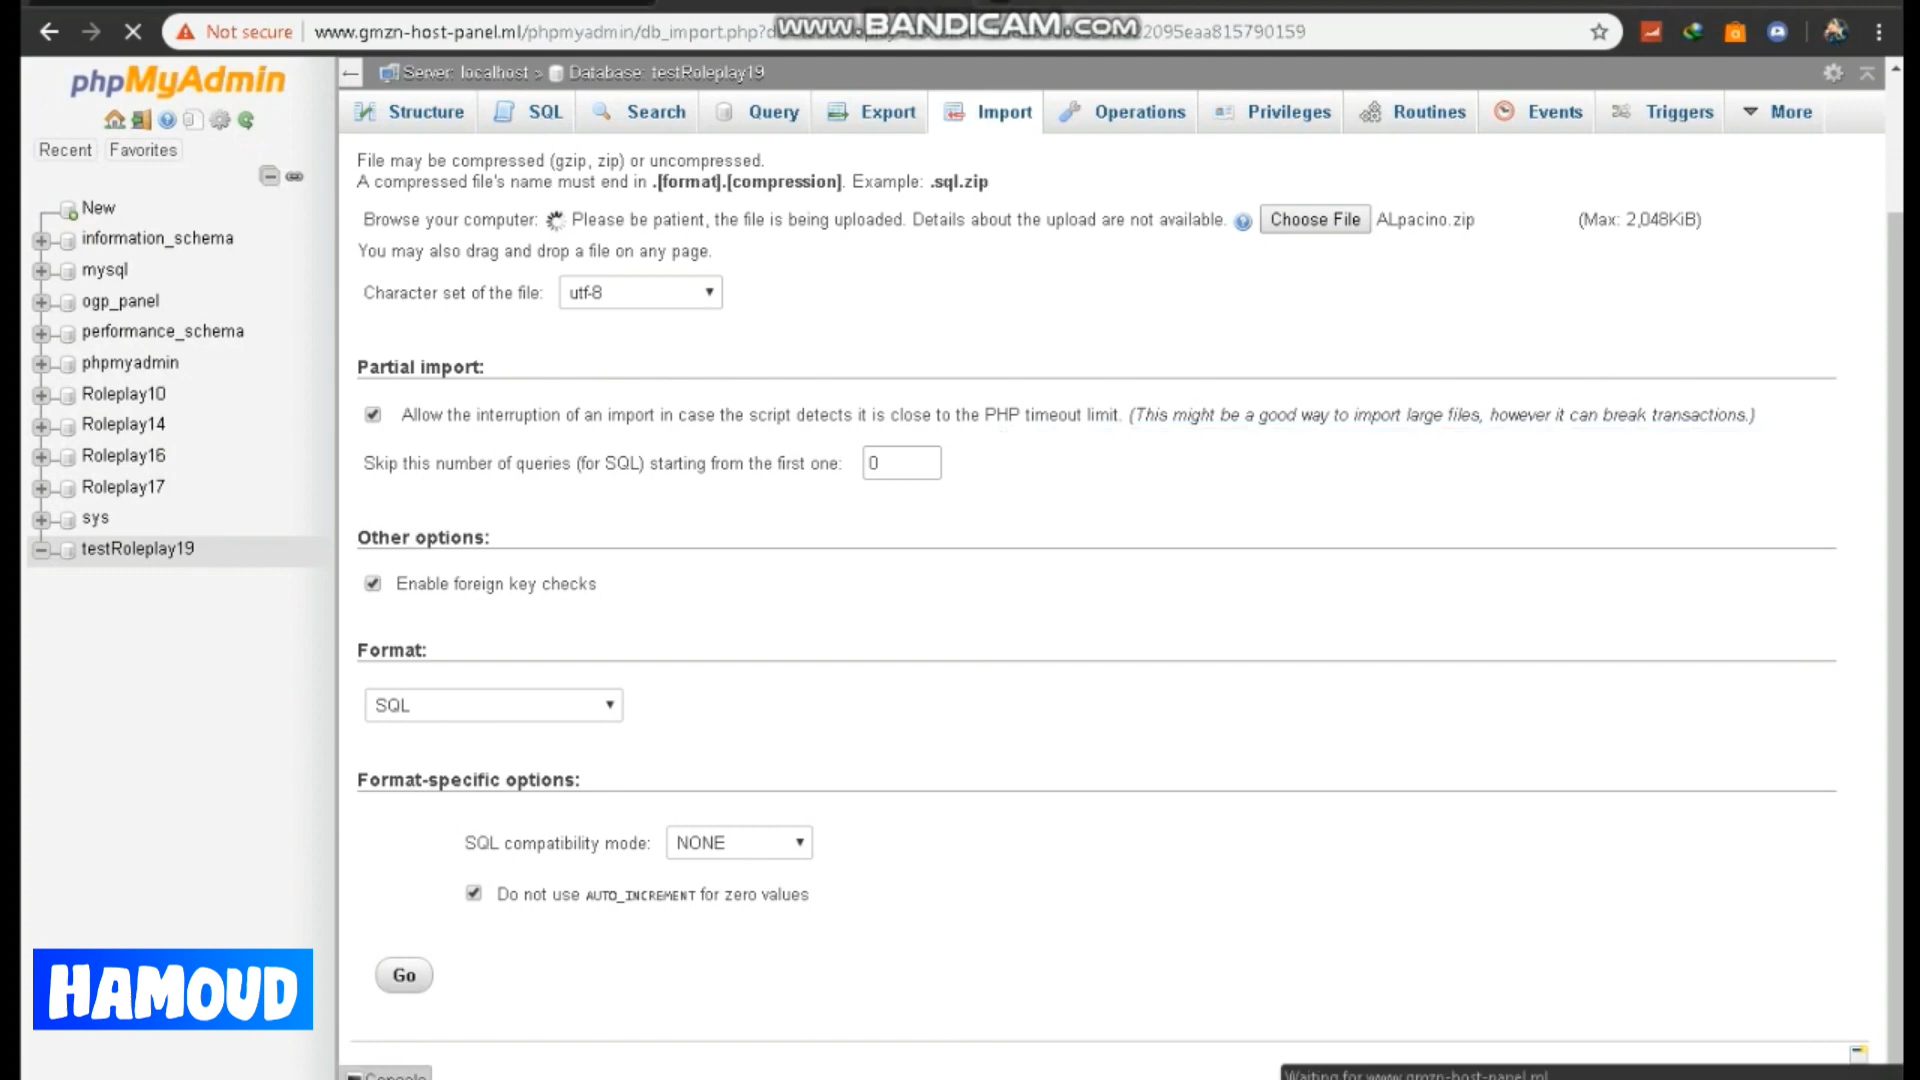 Not secure
www.gmzn-host-panel.ml/phpmyadmin/db_import.php?d
www.BANDICAM.COM
2095eaa815790159
phpMyAdmin
Server: localhost » Database: testRoleplay19
Structure SQL Search Query Export Import Operations Privileges Routines Events Triggers More
Recent Favorites
New
information_schema
mysql
ogp_panel
performance_schema
phpmyadmin
Roleplay10
Roleplay14
Roleplay16
Roleplay17
sys
testRoleplay19
File may be compressed (gzip, zip) or uncompressed.
A compressed file's name must end in .[format].[compression]. Example: .sql.zip
Browse your computer: Please be patient, the file is being uploaded. Details about the upload are not available. Choose File ALpacino.zip (Max: 2,048KiB)
You may also drag and drop a file on any page.
Character set of the file: utf-8
Partial import:
Allow the interruption of an import in case the script detects it is close to the PHP timeout limit. (This might be a good way to import large files, however it can break transactions.)
Skip this number of queries (for SQL) starting from the first one: 0
Other options:
Enable foreign key checks
Format:
SQL
Format-specific options:
SQL compatibility mode: NONE
Do not use AUTO_INCREMENT for zero values
Go
HAMOUD
Console
Waiting for www.gmzn-host-panel.ml